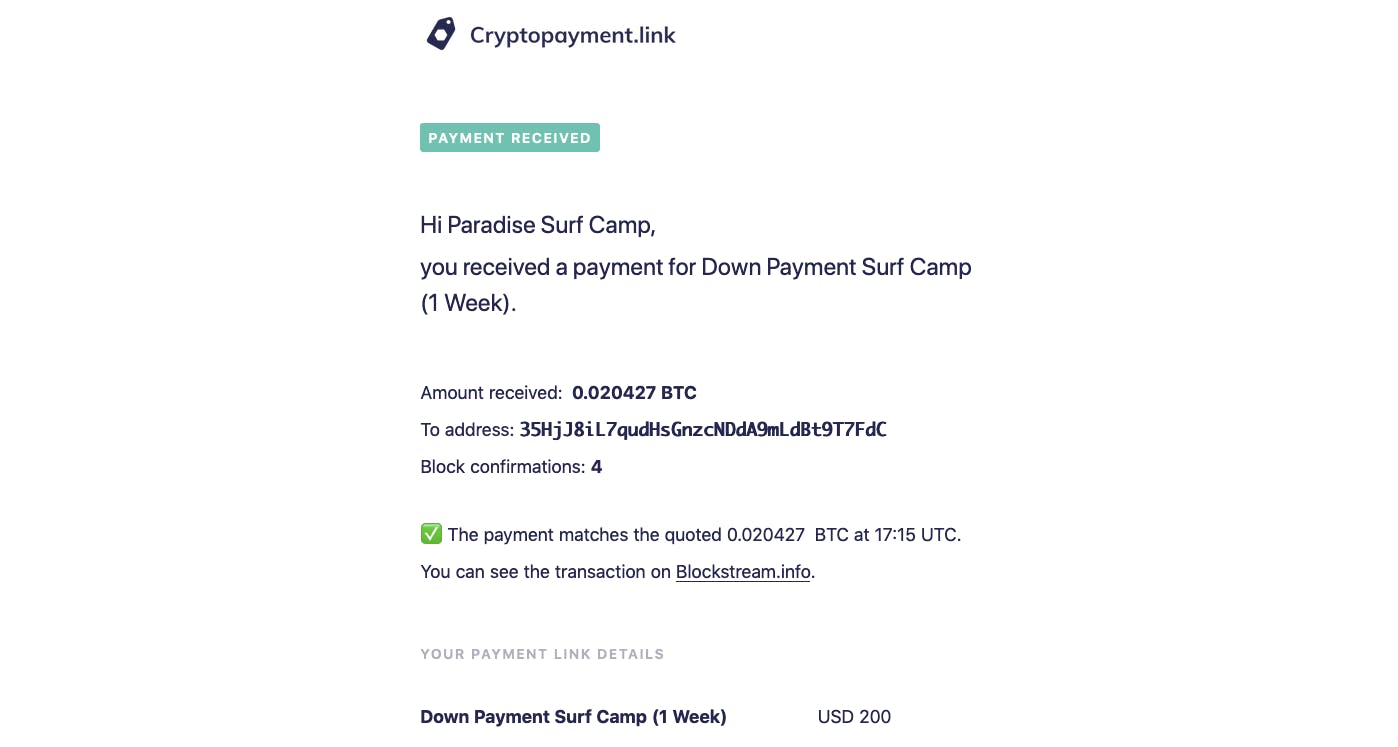 Cryptopayment.link
PAYMENT RECEIVED
Hi Paradise Surf Camp,
you received a payment for Down Payment Surf Camp
(1 Week).
Amount received: 0.020427 BTC
To address: 35HjJ8iL7qudHsGnzcNDdA9mLdBt9T7FdC
Block confirmations: 4
✅ The payment matches the quoted 0.020427 BTC at 17:15 UTC.
You can see the transaction on Blockstream.info.
YOUR PAYMENT LINK DETAILS
Down Payment Surf Camp (1 Week) USD 200